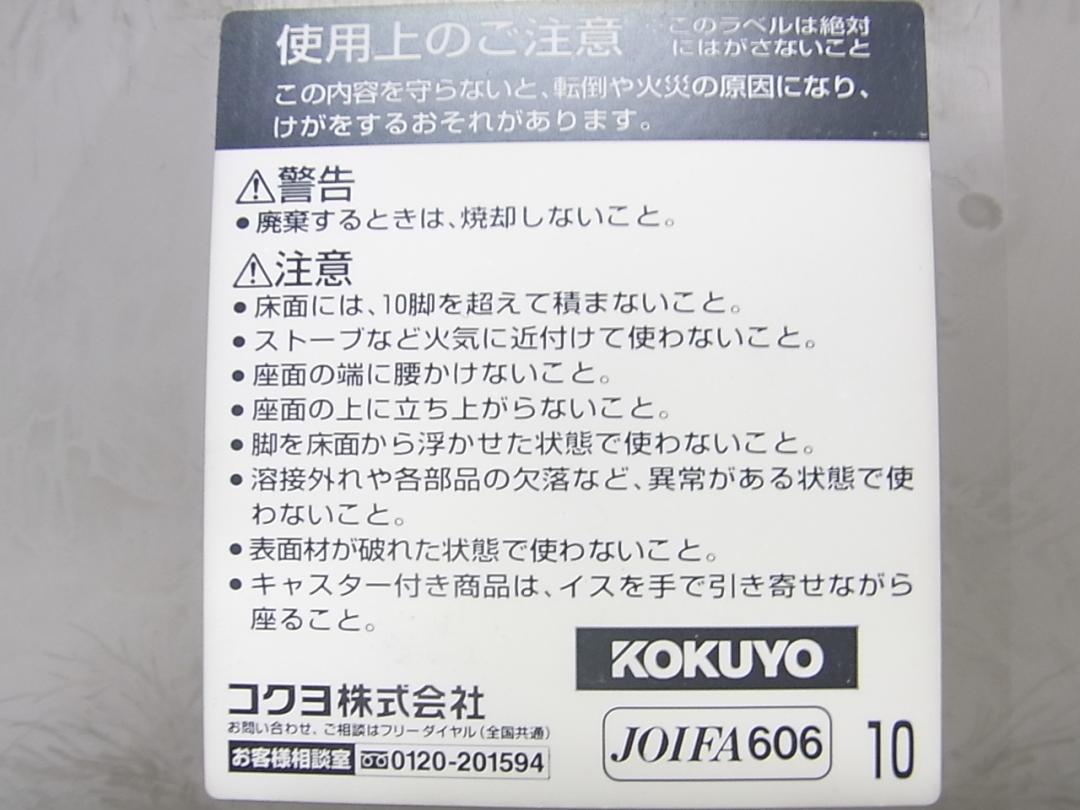 使用上のご注意
このラベルは絶対
にはがさないこと
この内容を守らないと、転倒や火災の原因になり、
けがをするおそれがあります。
⚠警告
●廃棄するときは、焼却しないこと。
⚠注意
●床面には、10脚を超えて積まないこと。
●ストーブなど火気に近付けて使わないこと。
●座面の端に腰かけないこと。
●座面の上に立ち上がらないこと。
●脚を床面から浮かせた状態で使わないこと。
●溶接外れや各部品の欠落など、異常がある状態で使
わないこと。
●表面材が破れた状態で使わないこと。
●キャスター付き商品は、イスを手で引き寄せながら
座ること。
KOKUYO
コクヨ株式会社
お問い合わせ、ご相談はフリーダイヤル(全国共通)
お客様相談室 0120-201594
JOIFA606
10